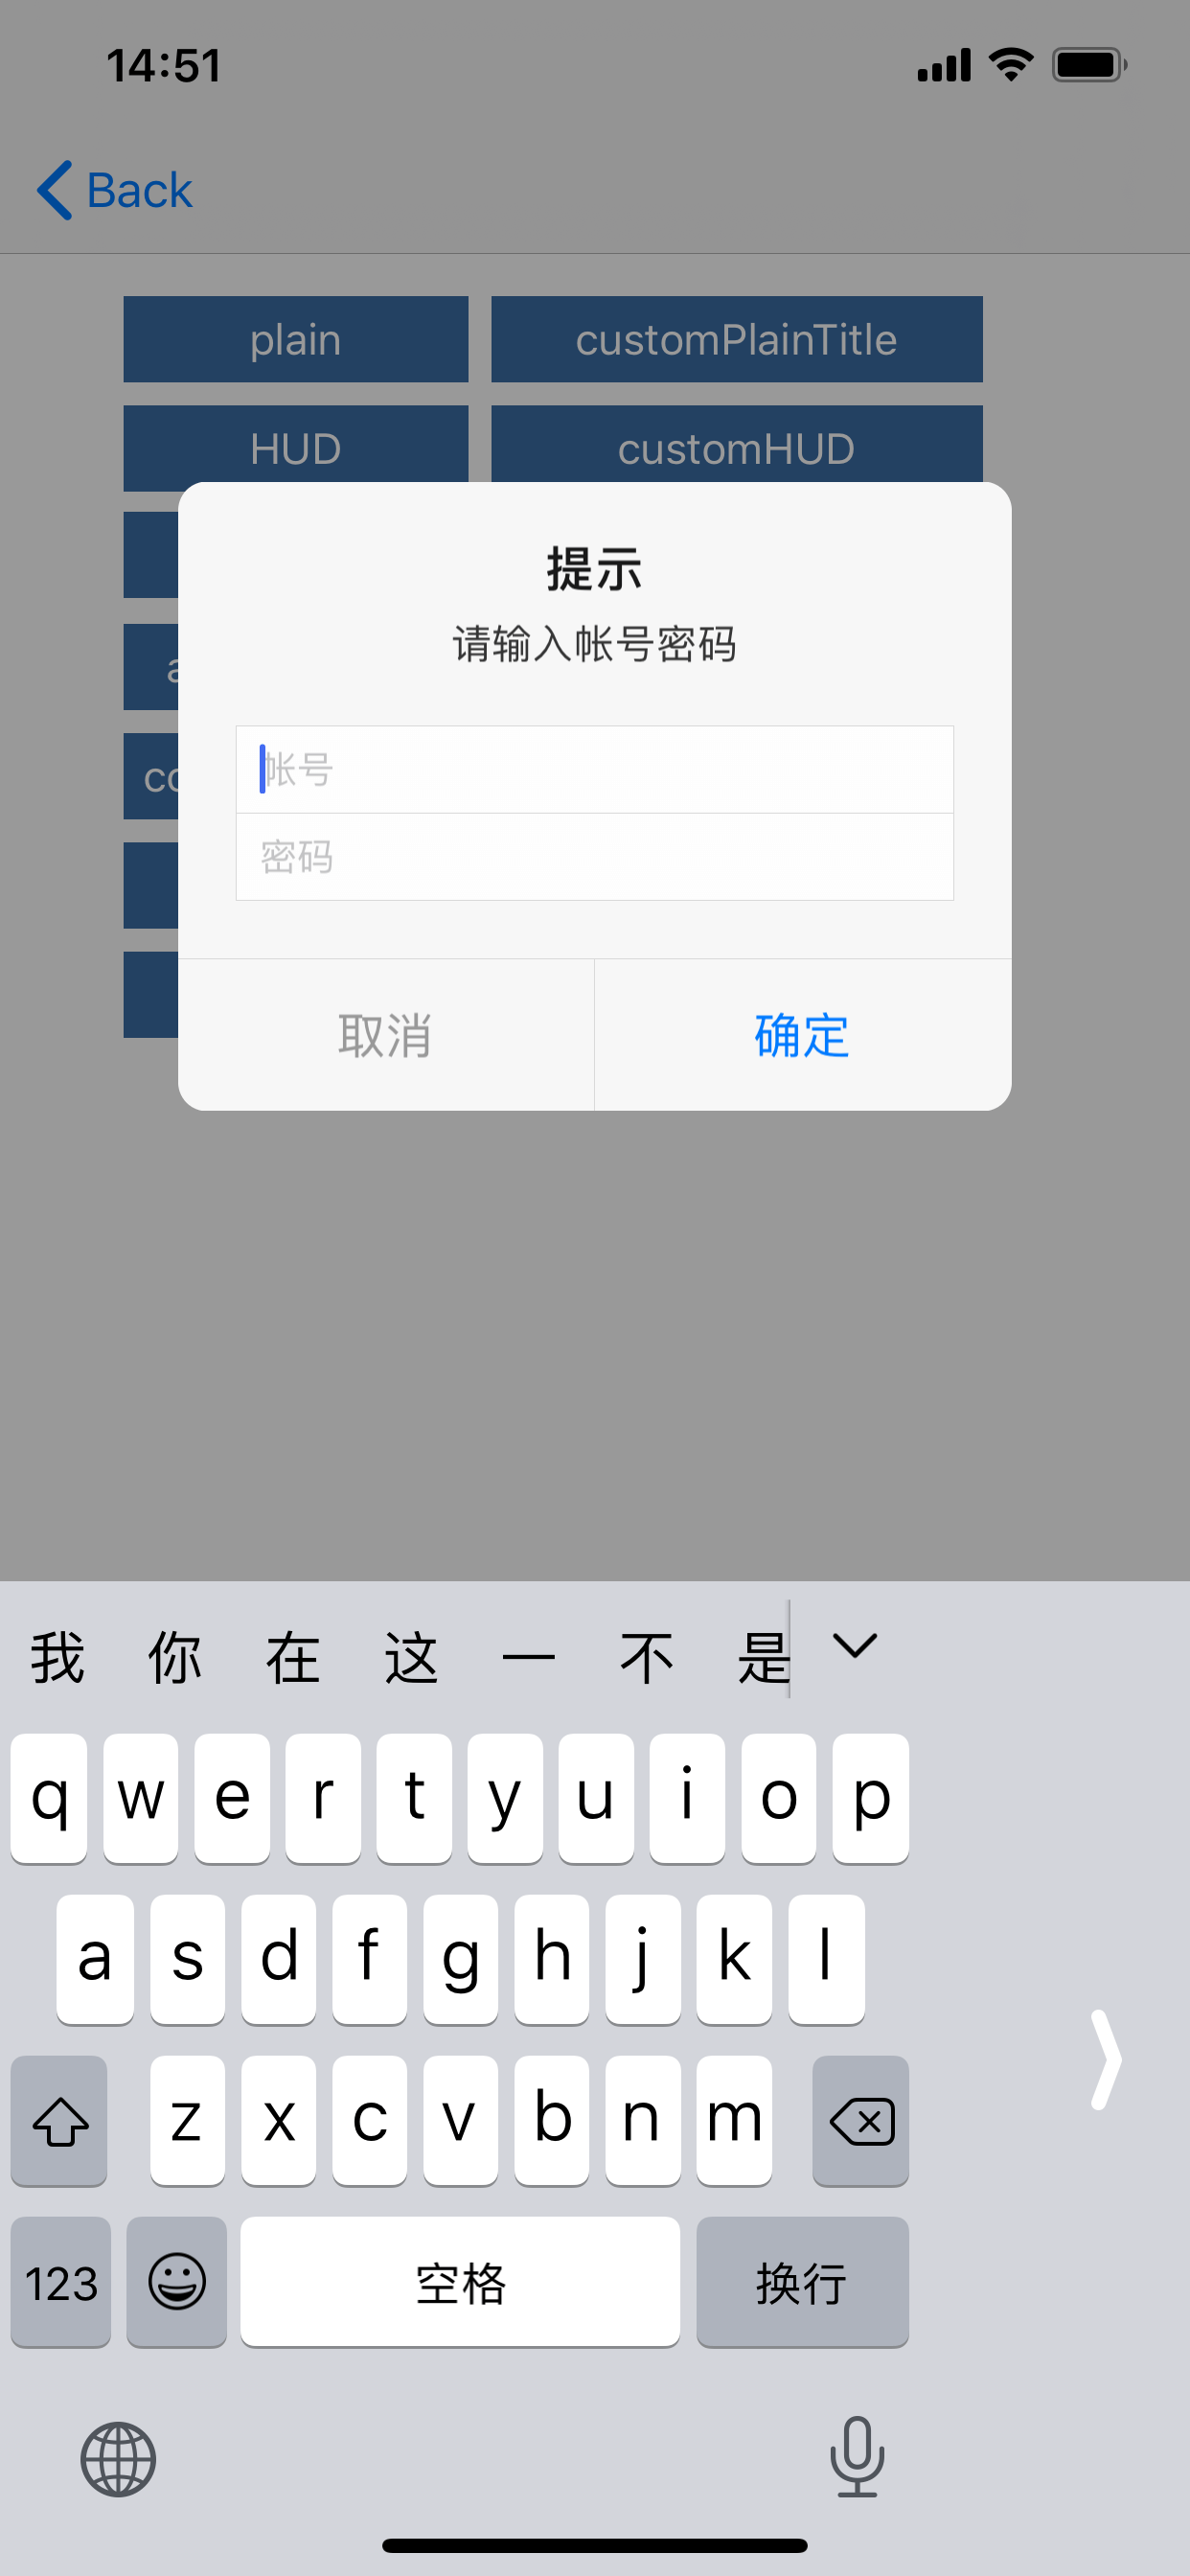 14:51
Back
plain customPlainTitle
HUD customHUD
提示
请输入帐号密码
帐号
密码
取消 确定
我 你 在 这 一 不 是
q w e r t y u i o p
a s d f g h j k l
z x c v b n m
123 空格 换行